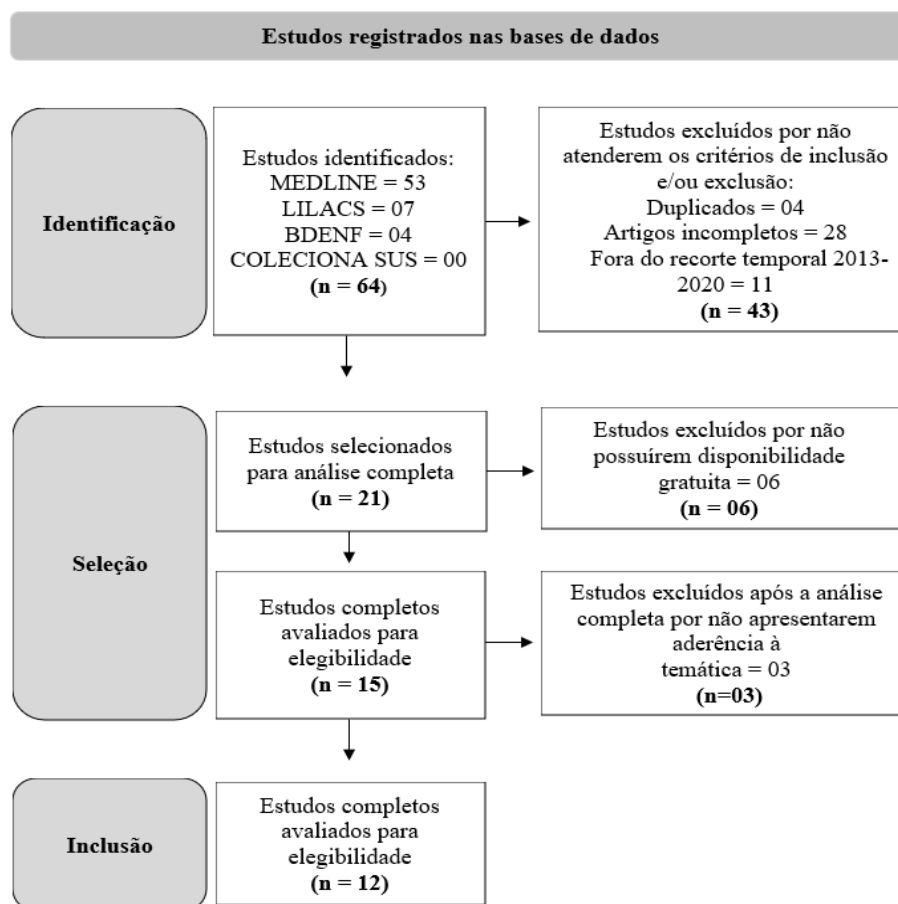 Estudos registrados nas bases de dados
Identificação
Estudos identificados:
MEDLINE = 53
LILACS = 07
BDENF = 04
COLECIONA SUS = 00
(n = 64)
Estudos excluídos por não
atenderem os critérios de inclusão
e/ou exclusão:
Duplicados = 04
Artigos incompletos = 28
Fora do recorte temporal 2013-
2020 = 11
(n = 43)
Seleção
Estudos selecionados
para análise completa
(n = 21)
Estudos excluídos por não
possuírem disponibilidade
gratuita = 06
(n = 06)
Estudos completos
avaliados para
elegibilidade
(n = 15)
Estudos excluídos após a análise
completa por não apresentarem
aderência à
temática = 03
(n=03)
Inclusão
Estudos completos
avaliados para
elegibilidade
(n = 12)